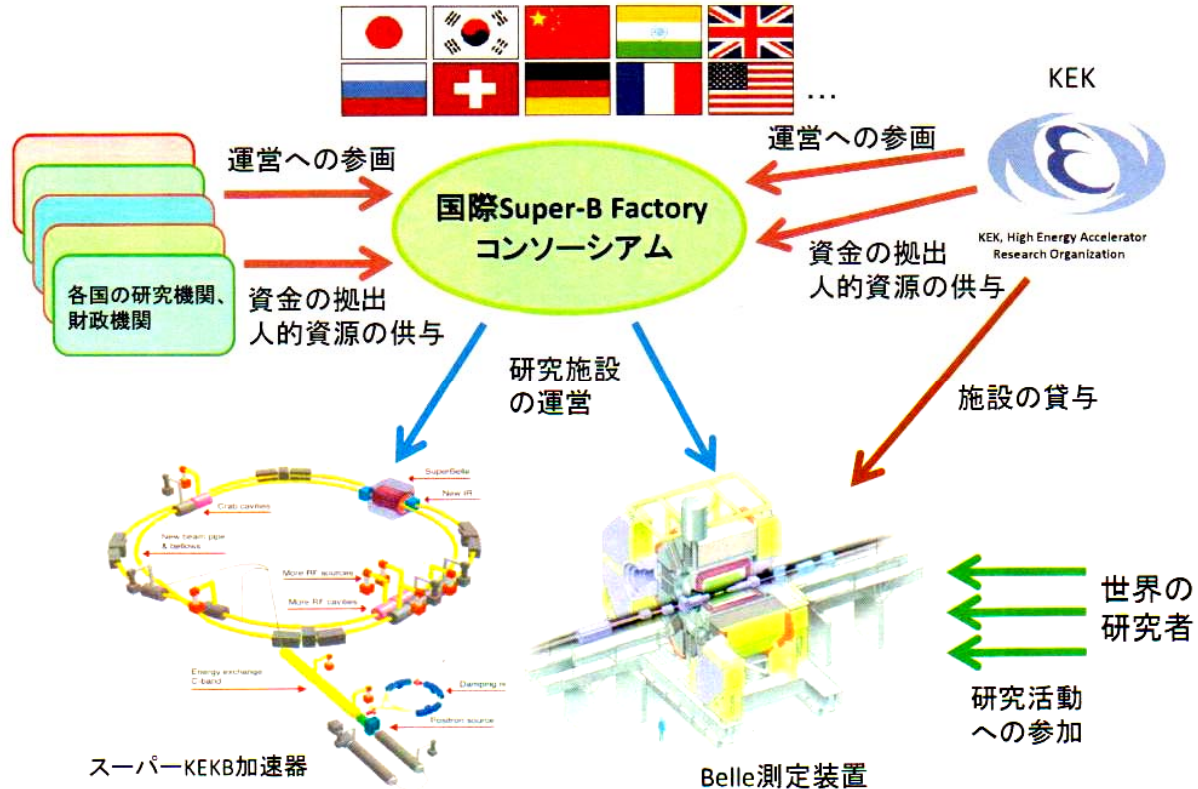 KEK
運営への参画
運営への参画
国際Super-B Factory
コンソーシアム
KEK, High Energy Accelerator
Research Organization
各国の研究機関、
財政機関
資金の拠出
人的資源の供与
資金の拠出
人的資源の供与
研究施設
の運営
施設の貸与
SuperBelle
New IR
Crab cavities
New beam pipe
& bellows
More RF sources
More RF cavities
Energy exchange
C-band
Damping ri
Positron source
世界の
研究者
研究活動
への参加
スーパーKEKB加速器
Belle測定装置
...